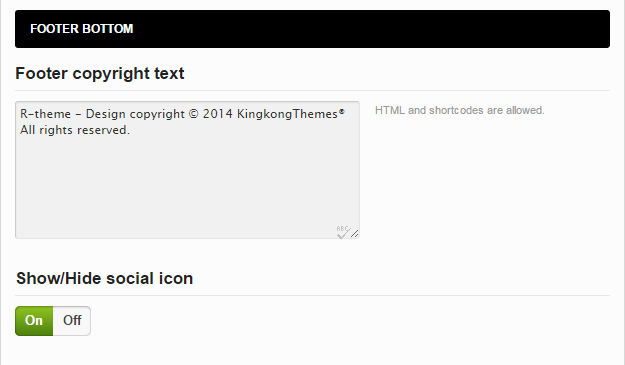 FOOTER BOTTOM
Footer copyright text
R-theme - Design copyright © 2014 KingkongThemes®
All rights reserved.
HTML and shortcodes are allowed.
ABC
Show/Hide social icon
On Off